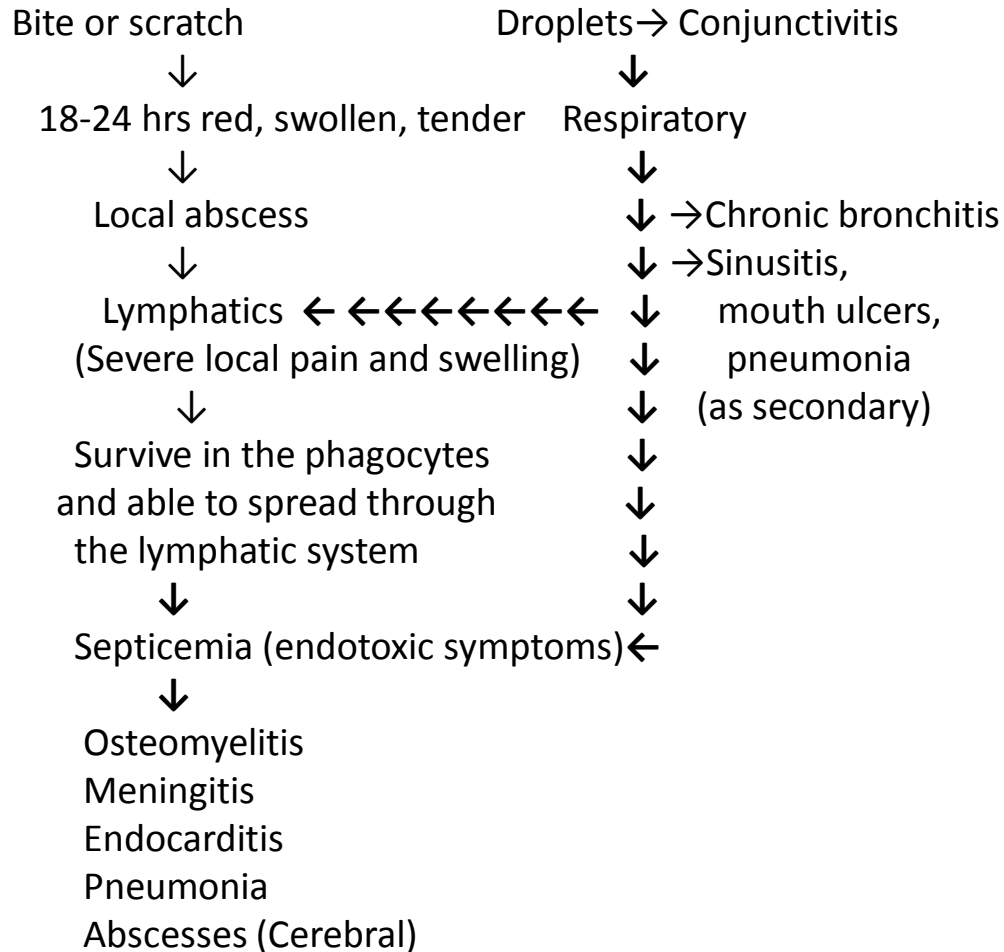 Bite or scratch Droplets→ Conjunctivitis
↓ ↓
18-24 hrs red, swollen, tender Respiratory
↓ ↓
Local abscess ↓ →Chronic bronchitis
↓ ↓ →Sinusitis,
Lymphatics ← ←←←←←← ↓ mouth ulcers,
(Severe local pain and swelling) ↓ pneumonia
↓ ↓ (as secondary)
Survive in the phagocytes ↓
and able to spread through ↓
the lymphatic system ↓
↓ ↓
Septicemia (endotoxic symptoms)←
↓
Osteomyelitis
Meningitis
Endocarditis
Pneumonia
Abscesses (Cerebral)